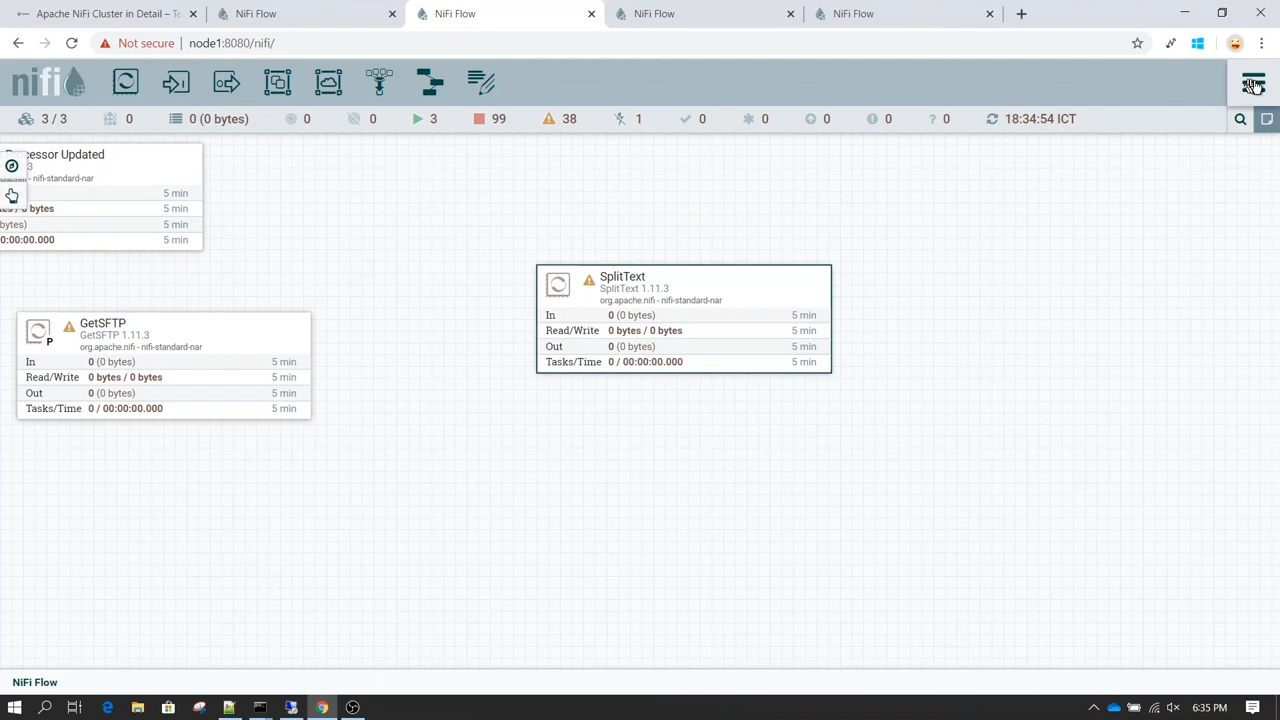 Apache NiFi Cluster in Detail – Te
NiFi Flow
NiFi Flow
NiFi Flow
NiFi Flow
Not secure | node1:8080/nifi/
nifi
3 / 3
0
0 (0 bytes)
0
0
3
99
38
1
0
0
0
0
0
18:34:54 ICT
Processor Updated
3
nifi-standard-nar
5 min
0 bytes
5 min
bytes)
5 min
0:00:00.000
5 min
SplitText
SplitText 1.11.3
org.apache.nifi - nifi-standard-nar
In 0 (0 bytes) 5 min
Read/Write 0 bytes / 0 bytes 5 min
Out 0 (0 bytes) 5 min
Tasks/Time 0 / 00:00:00.000 5 min
P
GetSFTP
GetSFTP 1.11.3
org.apache.nifi - nifi-standard-nar
In 0 (0 bytes) 5 min
Read/Write 0 bytes / 0 bytes 5 min
Out 0 (0 bytes) 5 min
Tasks/Time 0 / 00:00:00.000 5 min
NiFi Flow
6:35 PM